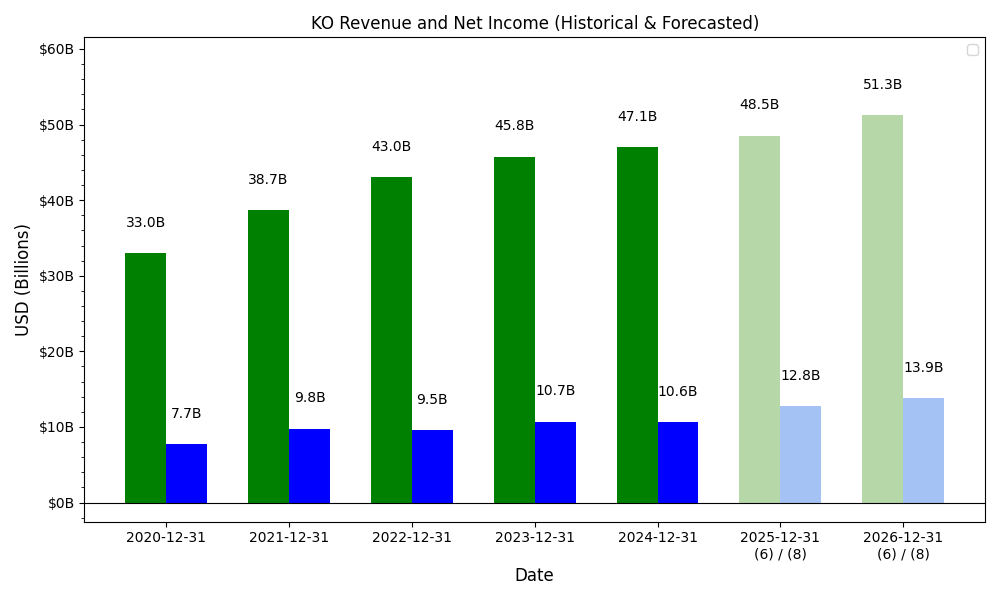 KO Revenue and Net Income (Historical & Forecasted)
$60B
$50B
$40B
$30B
$20B
$10B
$0B
USD (Billions)
33.0B
7.7B
38.7B
9.8B
43.0B
9.5B
45.8B
10.7B
47.1B
10.6B
48.5B
12.8B
51.3B
13.9B
2020-12-31
2021-12-31
2022-12-31
2023-12-31
2024-12-31
2025-12-31
(6) / (8)
2026-12-31
(6) / (8)
Date